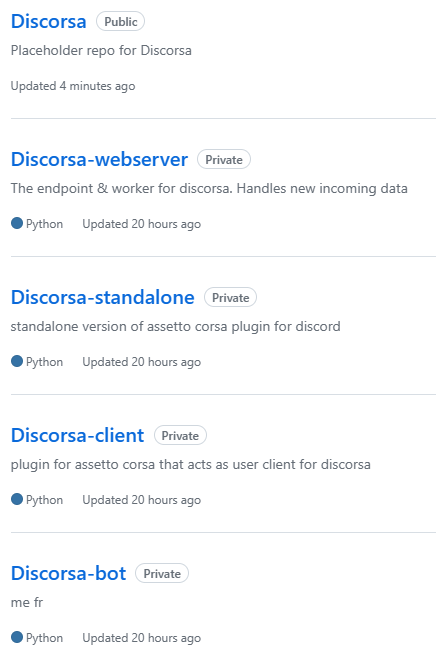 Discorsa Public
Placeholder repo for Discorsa
Updated 4 minutes ago
Discorsa-webserver Private
The endpoint & worker for discorsa. Handles new incoming data
Python Updated 20 hours ago
Discorsa-standalone Private
standalone version of assetto corsa plugin for discord
Python Updated 20 hours ago
Discorsa-client Private
plugin for assetto corsa that acts as user client for discorsa
Python Updated 20 hours ago
Discorsa-bot Private
me fr
Python Updated 20 hours ago